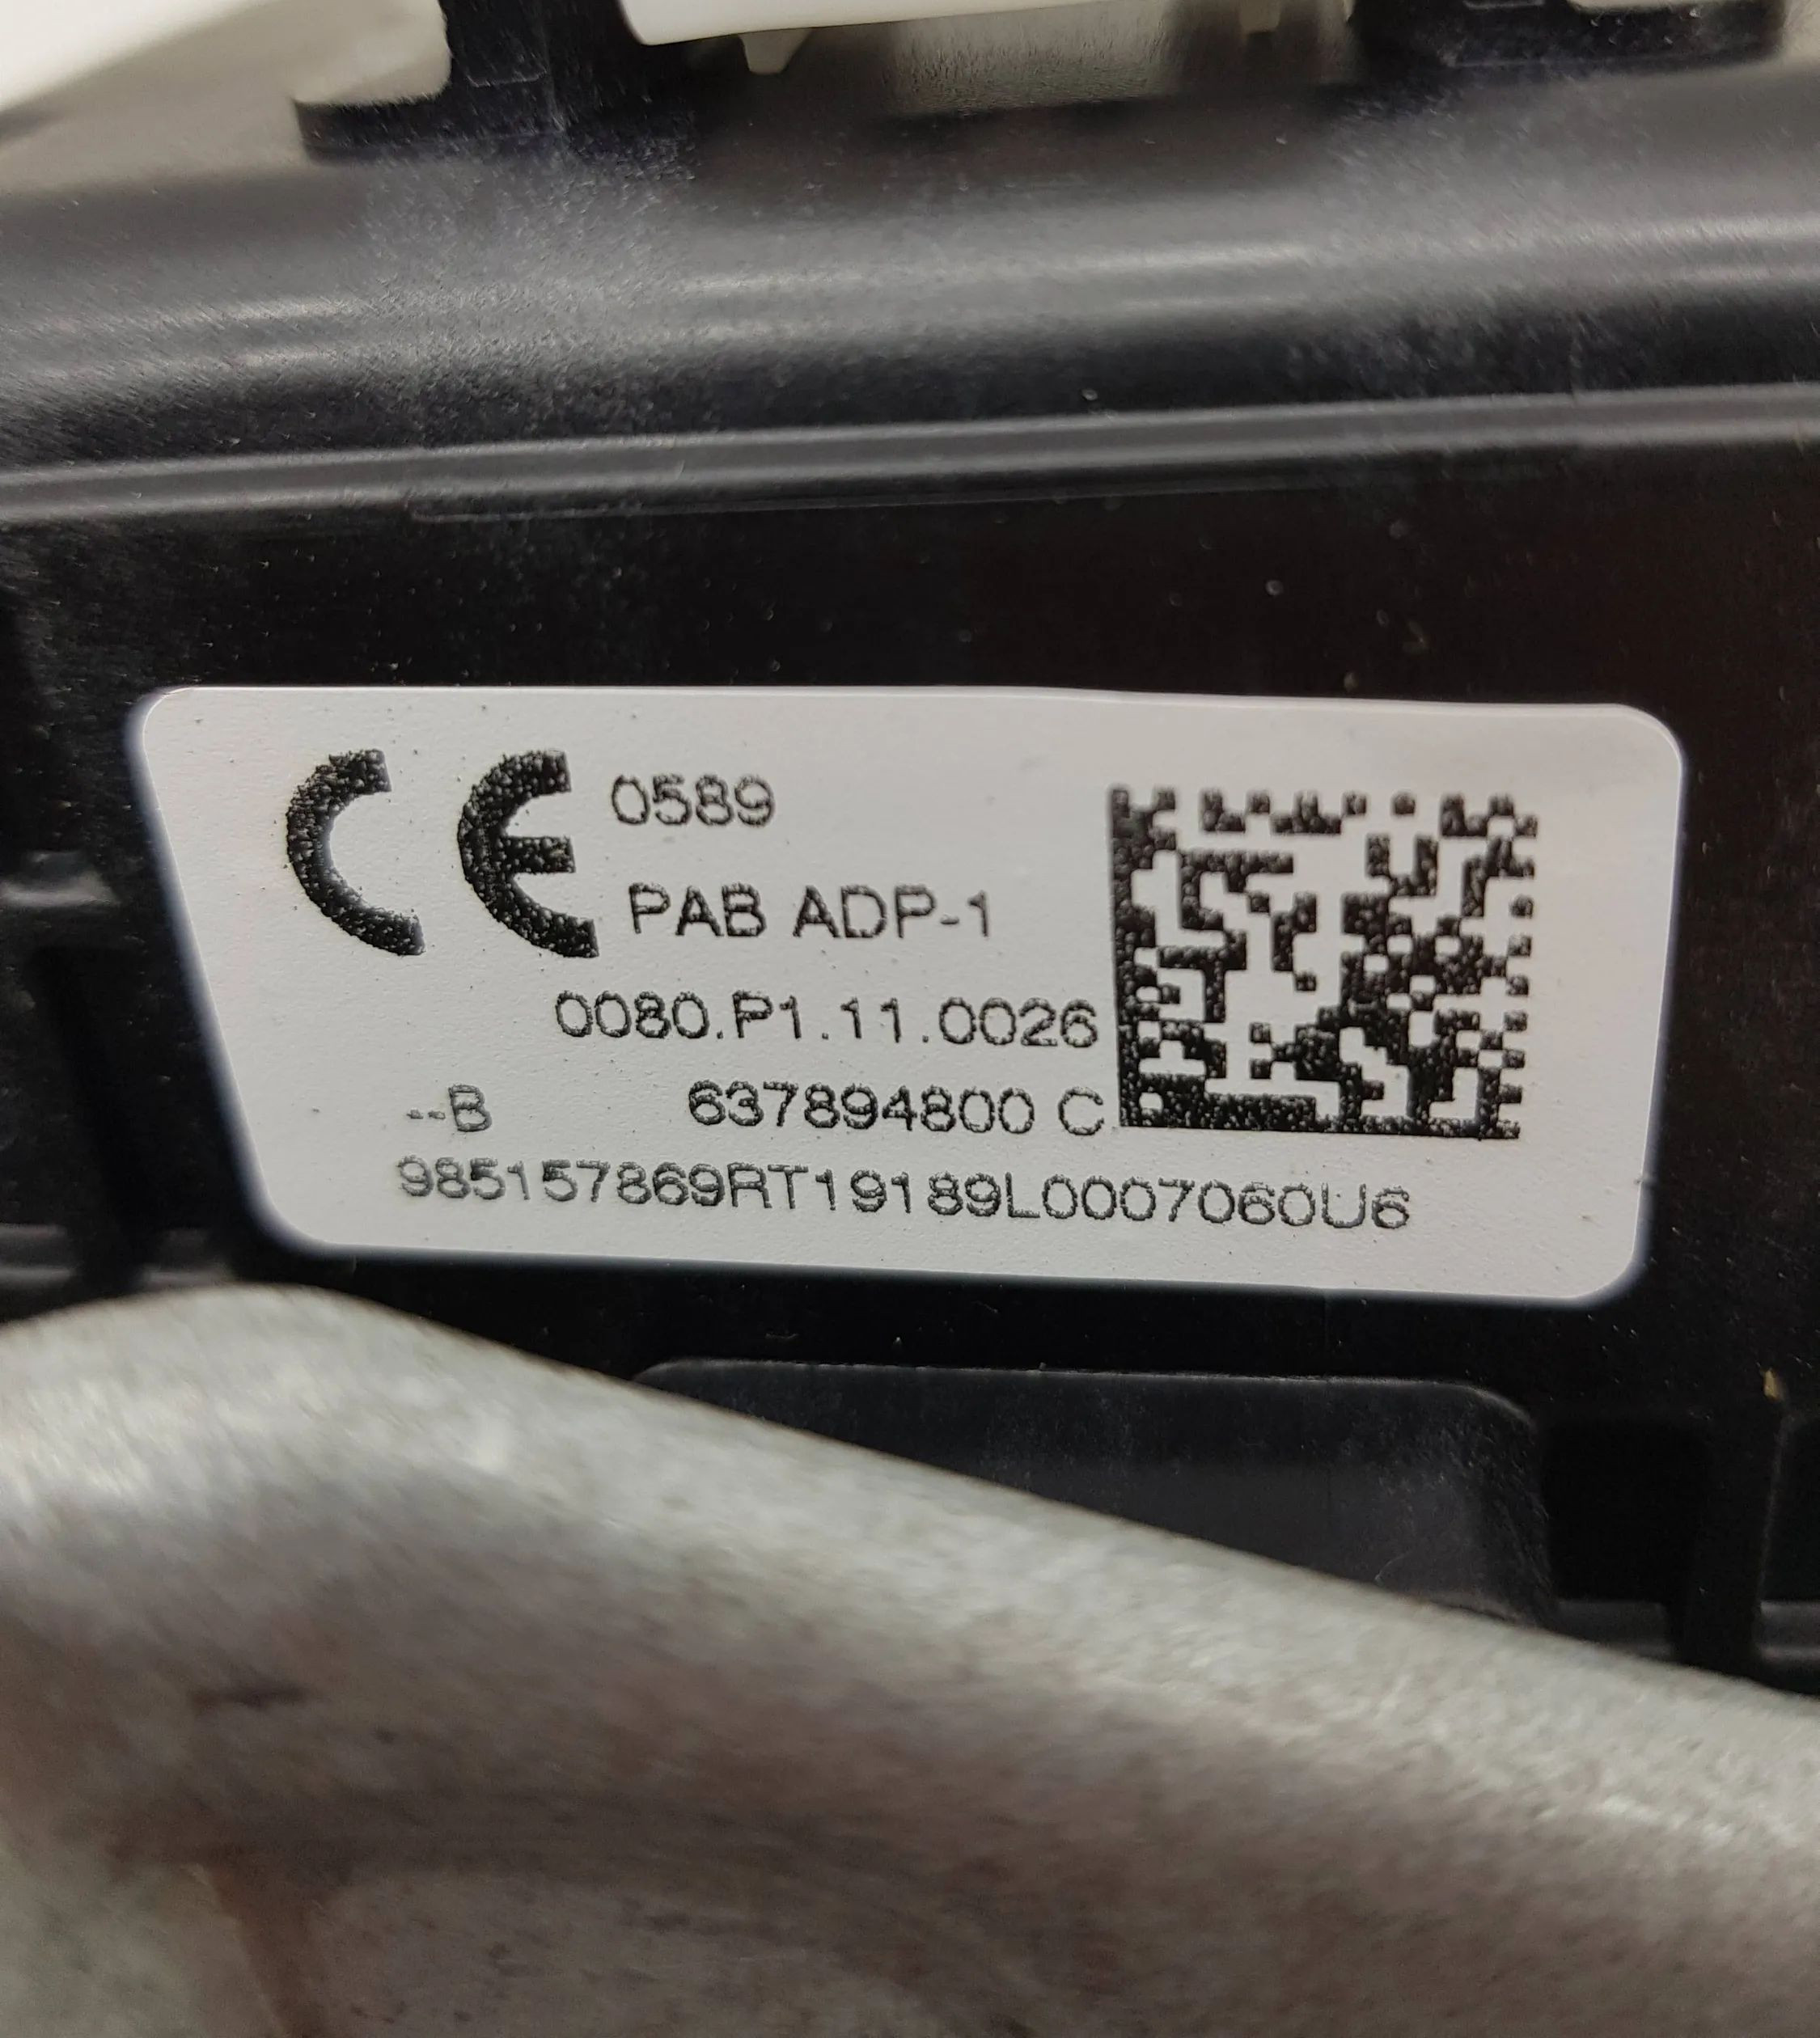 CE 0589
PAB ADP-1
0080.P1.11.0026
--B 637894800 C
985157869RT19189L0007060U6